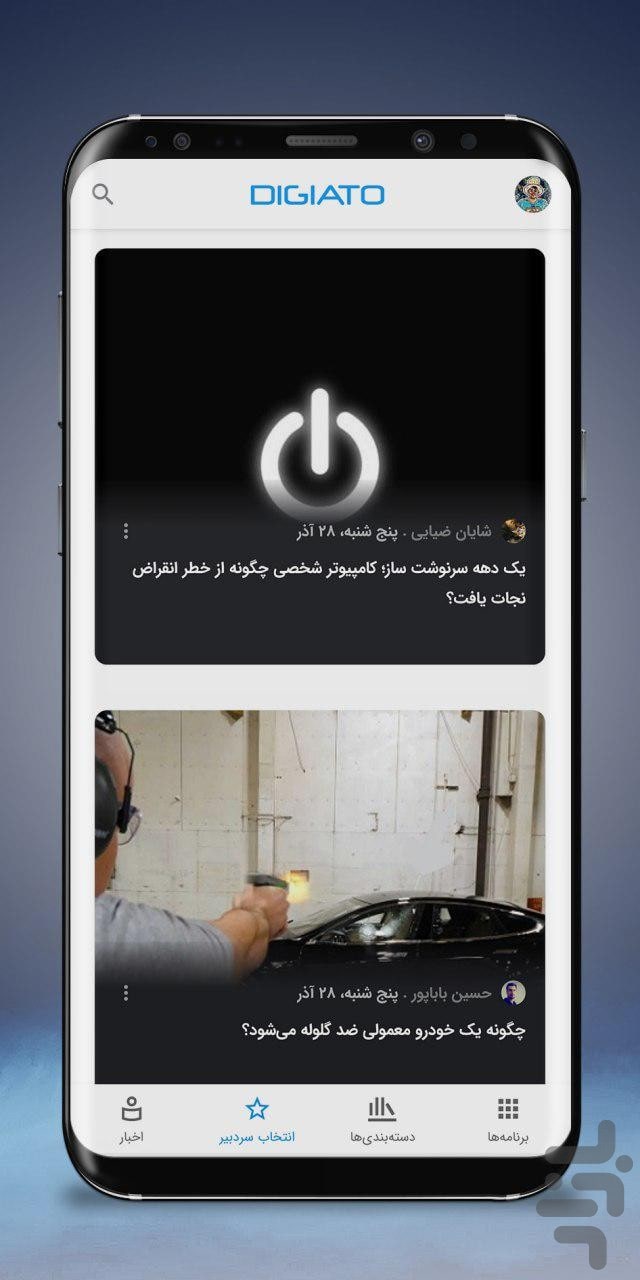 DIGIATO
شایان ضیایی . پنج شنبه، ۲۸ آذر
یک دهه سرنوشت ساز؛ کامپیوتر شخصی چگونه از خطر انقراض
نجات یافت؟
حسین باباپور . پنج شنبه، ۲۸ آذر
چگونه یک خودرو معمولی ضد گلوله می‌شود؟
برنامه‌ها
دسته‌بندی‌ها
انتخاب سردبیر
اخبار
بازار